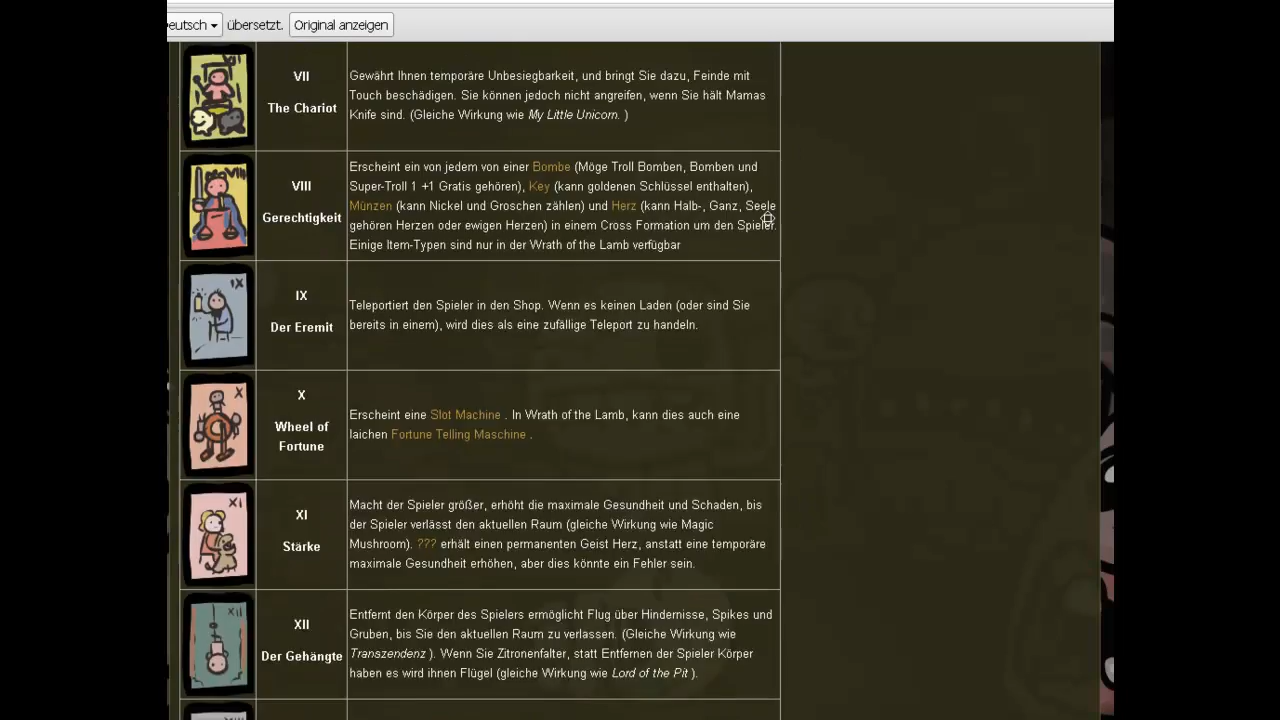 eutsch übersetzt. Original anzeigen
VII
The Chariot
Gewährt Ihnen temporäre Unbesiegbarkeit, und bringt Sie dazu, Feinde mit
Touch beschädigen. Sie können jedoch nicht angreifen, wenn Sie hält Mamas
Knife sind. (Gleiche Wirkung wie My Little Unicorn. )
VIII
VIII
Gerechtigkeit
Erscheint ein von jedem von einer Bombe (Möge Troll Bomben, Bomben und
Super-Troll 1 +1 Gratis gehören), Key (kann goldenen Schlüssel enthalten),
Münzen (kann Nickel und Groschen zählen) und Herz (kann Halb-, Ganz, Seele
gehören Herzen oder ewigen Herzen) in einem Cross Formation um den Spieler.
Einige Item-Typen sind nur in der Wrath of the Lamb verfügbar
IX
IX
Der Eremit
Teleportiert den Spieler in den Shop. Wenn es keinen Laden (oder sind Sie
bereits in einem), wird dies als eine zufällige Teleport zu handeln.
X
X
Wheel of
Fortune
Erscheint eine Slot Machine . In Wrath of the Lamb, kann dies auch eine
laichen Fortune Telling Maschine .
XI
XI
Stärke
Macht der Spieler größer, erhöht die maximale Gesundheit und Schaden, bis
der Spieler verlässt den aktuellen Raum (gleiche Wirkung wie Magic
Mushroom). ??? erhält einen permanenten Geist Herz, anstatt eine temporäre
maximale Gesundheit erhöhen, aber dies könnte ein Fehler sein.
XII
XII
Der Gehängte
Entfernt den Körper des Spielers ermöglicht Flug über Hindernisse, Spikes und
Gruben, bis Sie den aktuellen Raum zu verlassen. (Gleiche Wirkung wie
Transzendenz ). Wenn Sie Zitronenfalter, statt Entfernen der Spieler Körper
haben es wird ihnen Flügel (gleiche Wirkung wie Lord of the Pit ).